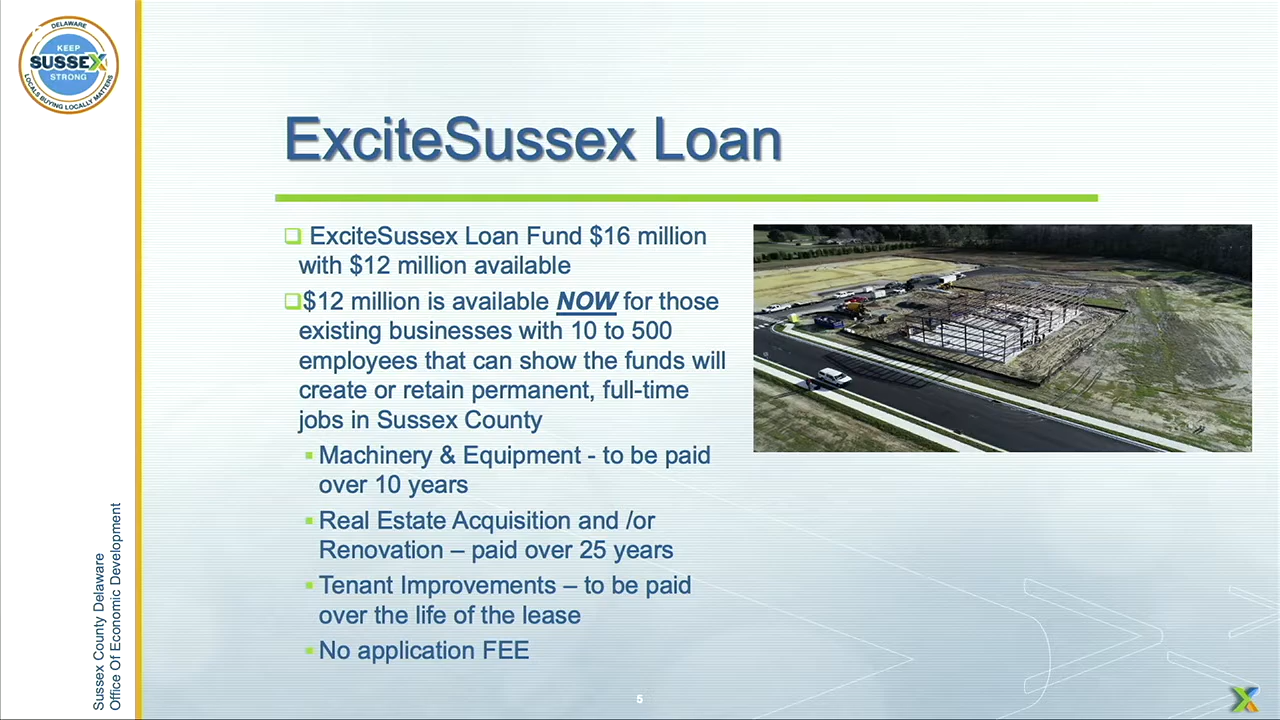 DELAWARE
KEEP
SUSSEX
STRONG
LOCALS BUYING LOCALLY MATTERS
ExciteSussex Loan
ExciteSussex Loan Fund $16 million
with $12 million available
$12 million is available NOW for those
existing businesses with 10 to 500
employees that can show the funds will
create or retain permanent, full-time
jobs in Sussex County
Machinery & Equipment - to be paid
over 10 years
Real Estate Acquisition and /or
Renovation – paid over 25 years
Tenant Improvements – to be paid
over the life of the lease
No application FEE
Sussex County Delaware
Office Of Economic Development
5